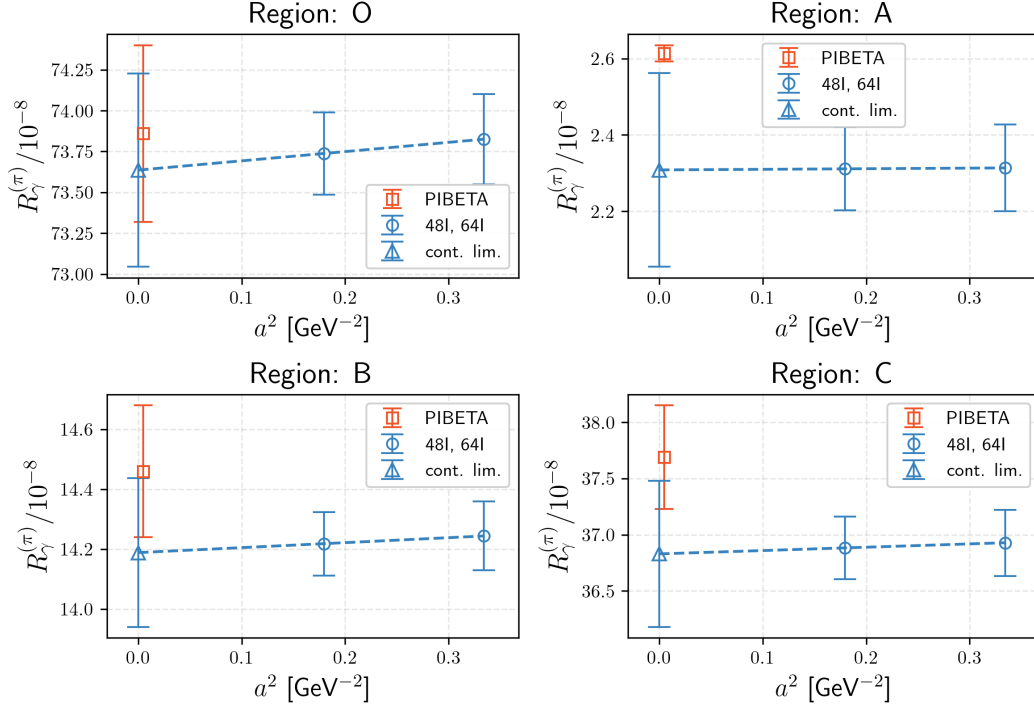 Region: O
R_γ^(π)/10^−8
74.25
74.00
73.75
73.50
73.25
73.00
PIBETA
48I, 64I
cont. lim.
0.0 0.1 0.2 0.3
a² [GeV⁻²]
Region: A
R_γ^(π)/10^−8
2.6
2.4
2.2
PIBETA
48I, 64I
cont. lim.
0.0 0.1 0.2 0.3
a² [GeV⁻²]
Region: B
R_γ^(π)/10^−8
14.6
14.4
14.2
14.0
PIBETA
48I, 64I
cont. lim.
0.0 0.1 0.2 0.3
a² [GeV⁻²]
Region: C
R_γ^(π)/10^−8
38.0
37.5
37.0
36.5
PIBETA
48I, 64I
cont. lim.
0.0 0.1 0.2 0.3
a² [GeV⁻²]